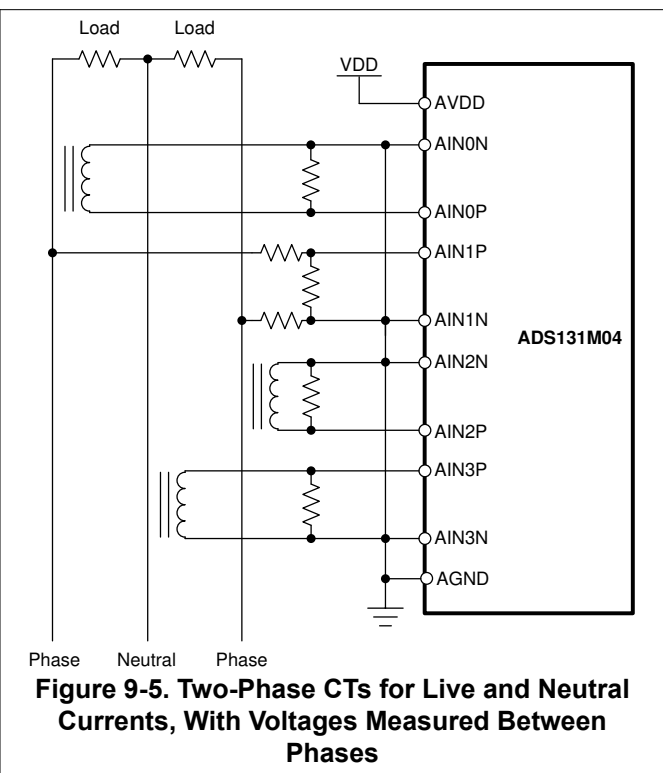 Load Load
VDD
AVDD
AIN0N
AIN0P
AIN1P
AIN1N
ADS131M04
AIN2N
AIN2P
AIN3P
AIN3N
AGND
Phase Neutral Phase
Figure 9-5. Two-Phase CTs for Live and Neutral
Currents, With Voltages Measured Between
Phases